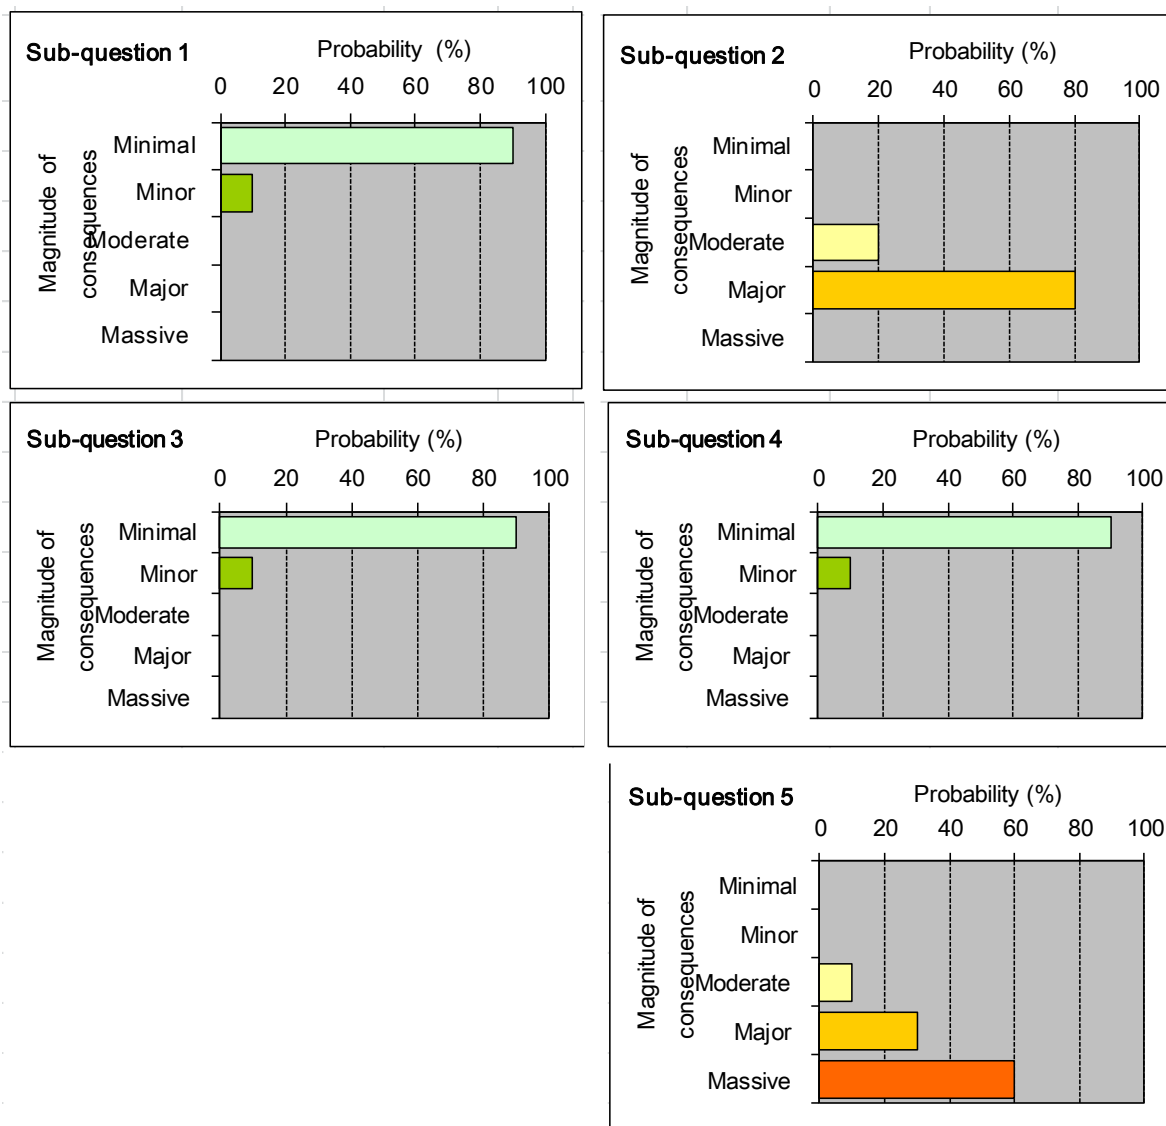 Sub-question 1
Probability (%)
0 20 40 60 80 100
Magnitude of
consequences
Minimal
Minor
Moderate
Major
Massive
Sub-question 2
Probability (%)
0 20 40 60 80 100
Magnitude of
consequences
Minimal
Minor
Moderate
Major
Massive
Sub-question 3
Probability (%)
0 20 40 60 80 100
Magnitude of
consequences
Minimal
Minor
Moderate
Major
Massive
Sub-question 4
Probability (%)
0 20 40 60 80 100
Magnitude of
consequences
Minimal
Minor
Moderate
Major
Massive
Sub-question 5
Probability (%)
0 20 40 60 80 100
Magnitude of
consequences
Minimal
Minor
Moderate
Major
Massive